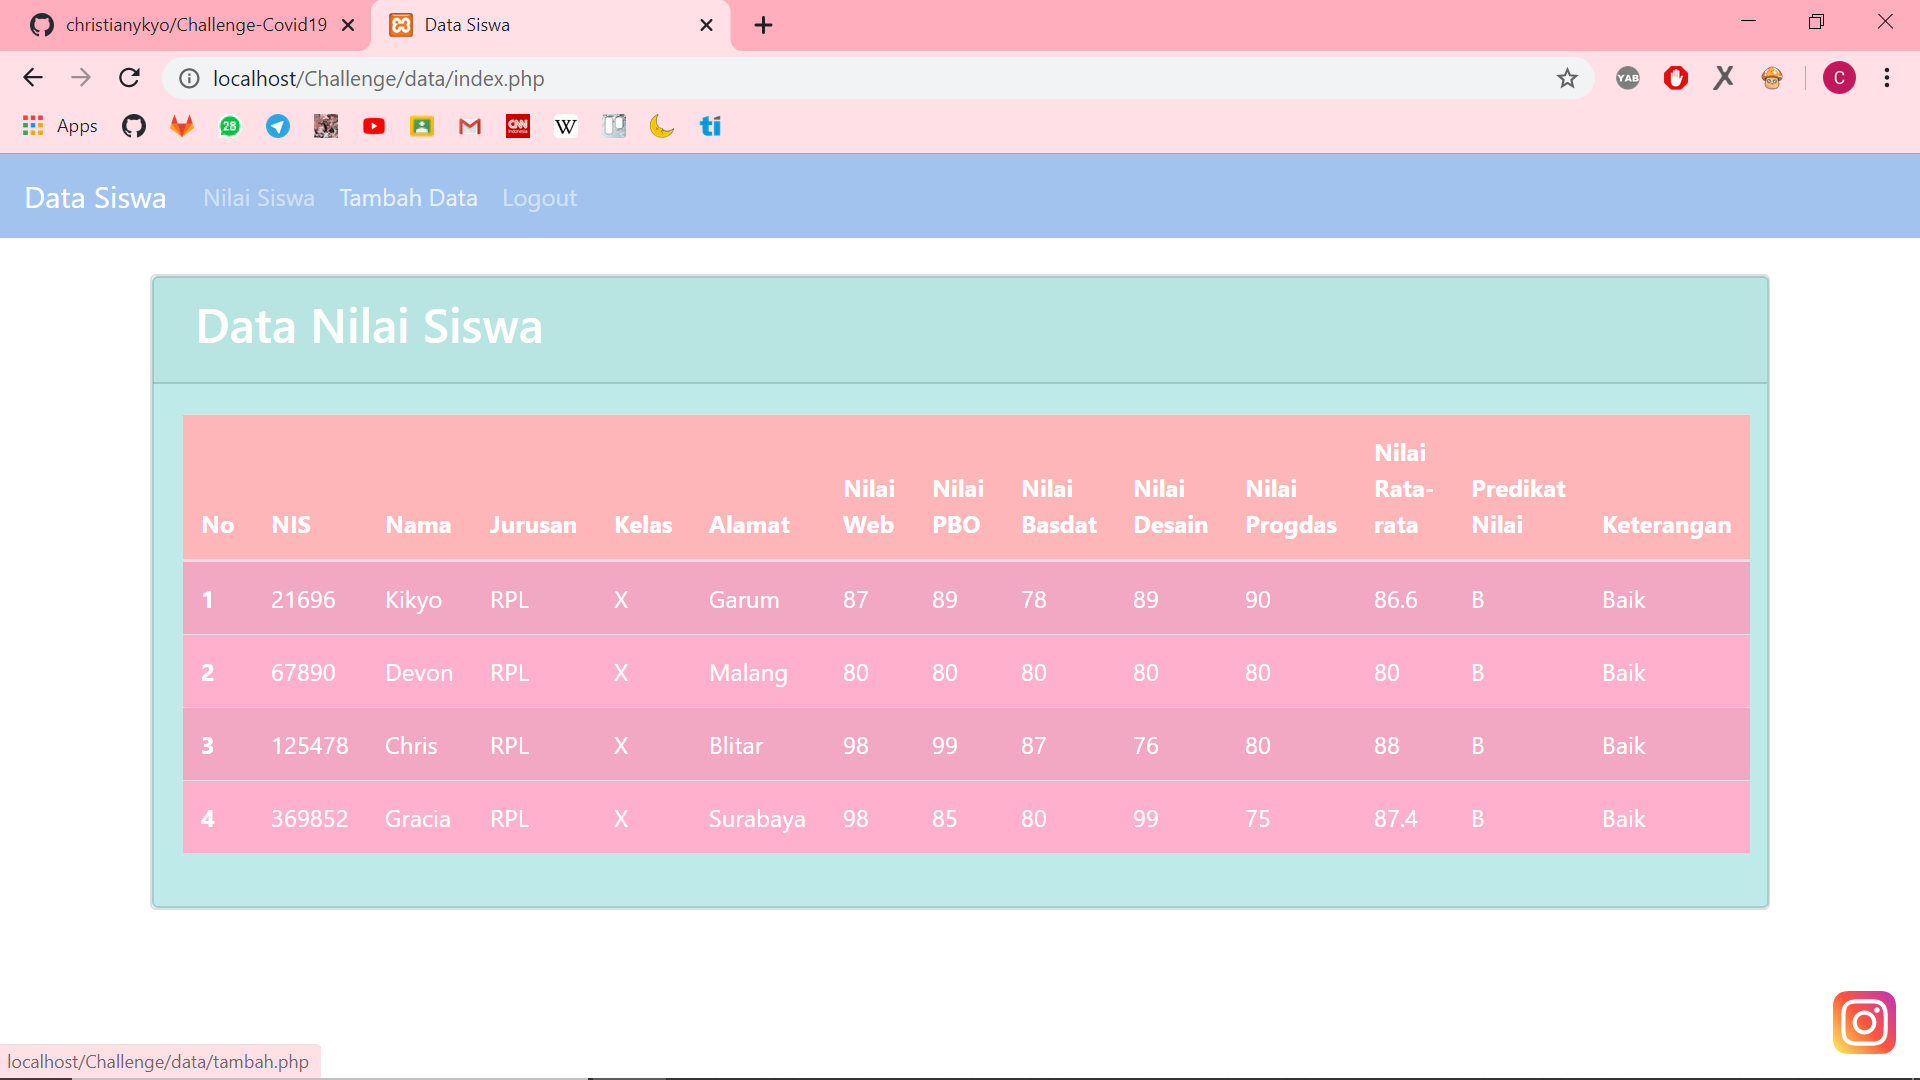 christianykyo/Challenge-Covid19
Data Siswa
localhost/Challenge/data/index.php
YAB
C
Apps
28
CNN
Indonesia
W
Data Siswa Nilai Siswa Tambah Data Logout
Data Nilai Siswa
No NIS Nama Jurusan Kelas Alamat Nilai Web Nilai PBO Nilai Basdat Nilai Desain Nilai Progdas Nilai Rata-rata Predikat Nilai Keterangan
1 21696 Kikyo RPL X Garum 87 89 78 89 90 86.6 B Baik
2 67890 Devon RPL X Malang 80 80 80 80 80 80 B Baik
3 125478 Chris RPL X Blitar 98 99 87 76 80 88 B Baik
4 369852 Gracia RPL X Surabaya 98 85 80 99 75 87.4 B Baik
localhost/Challenge/data/tambah.php